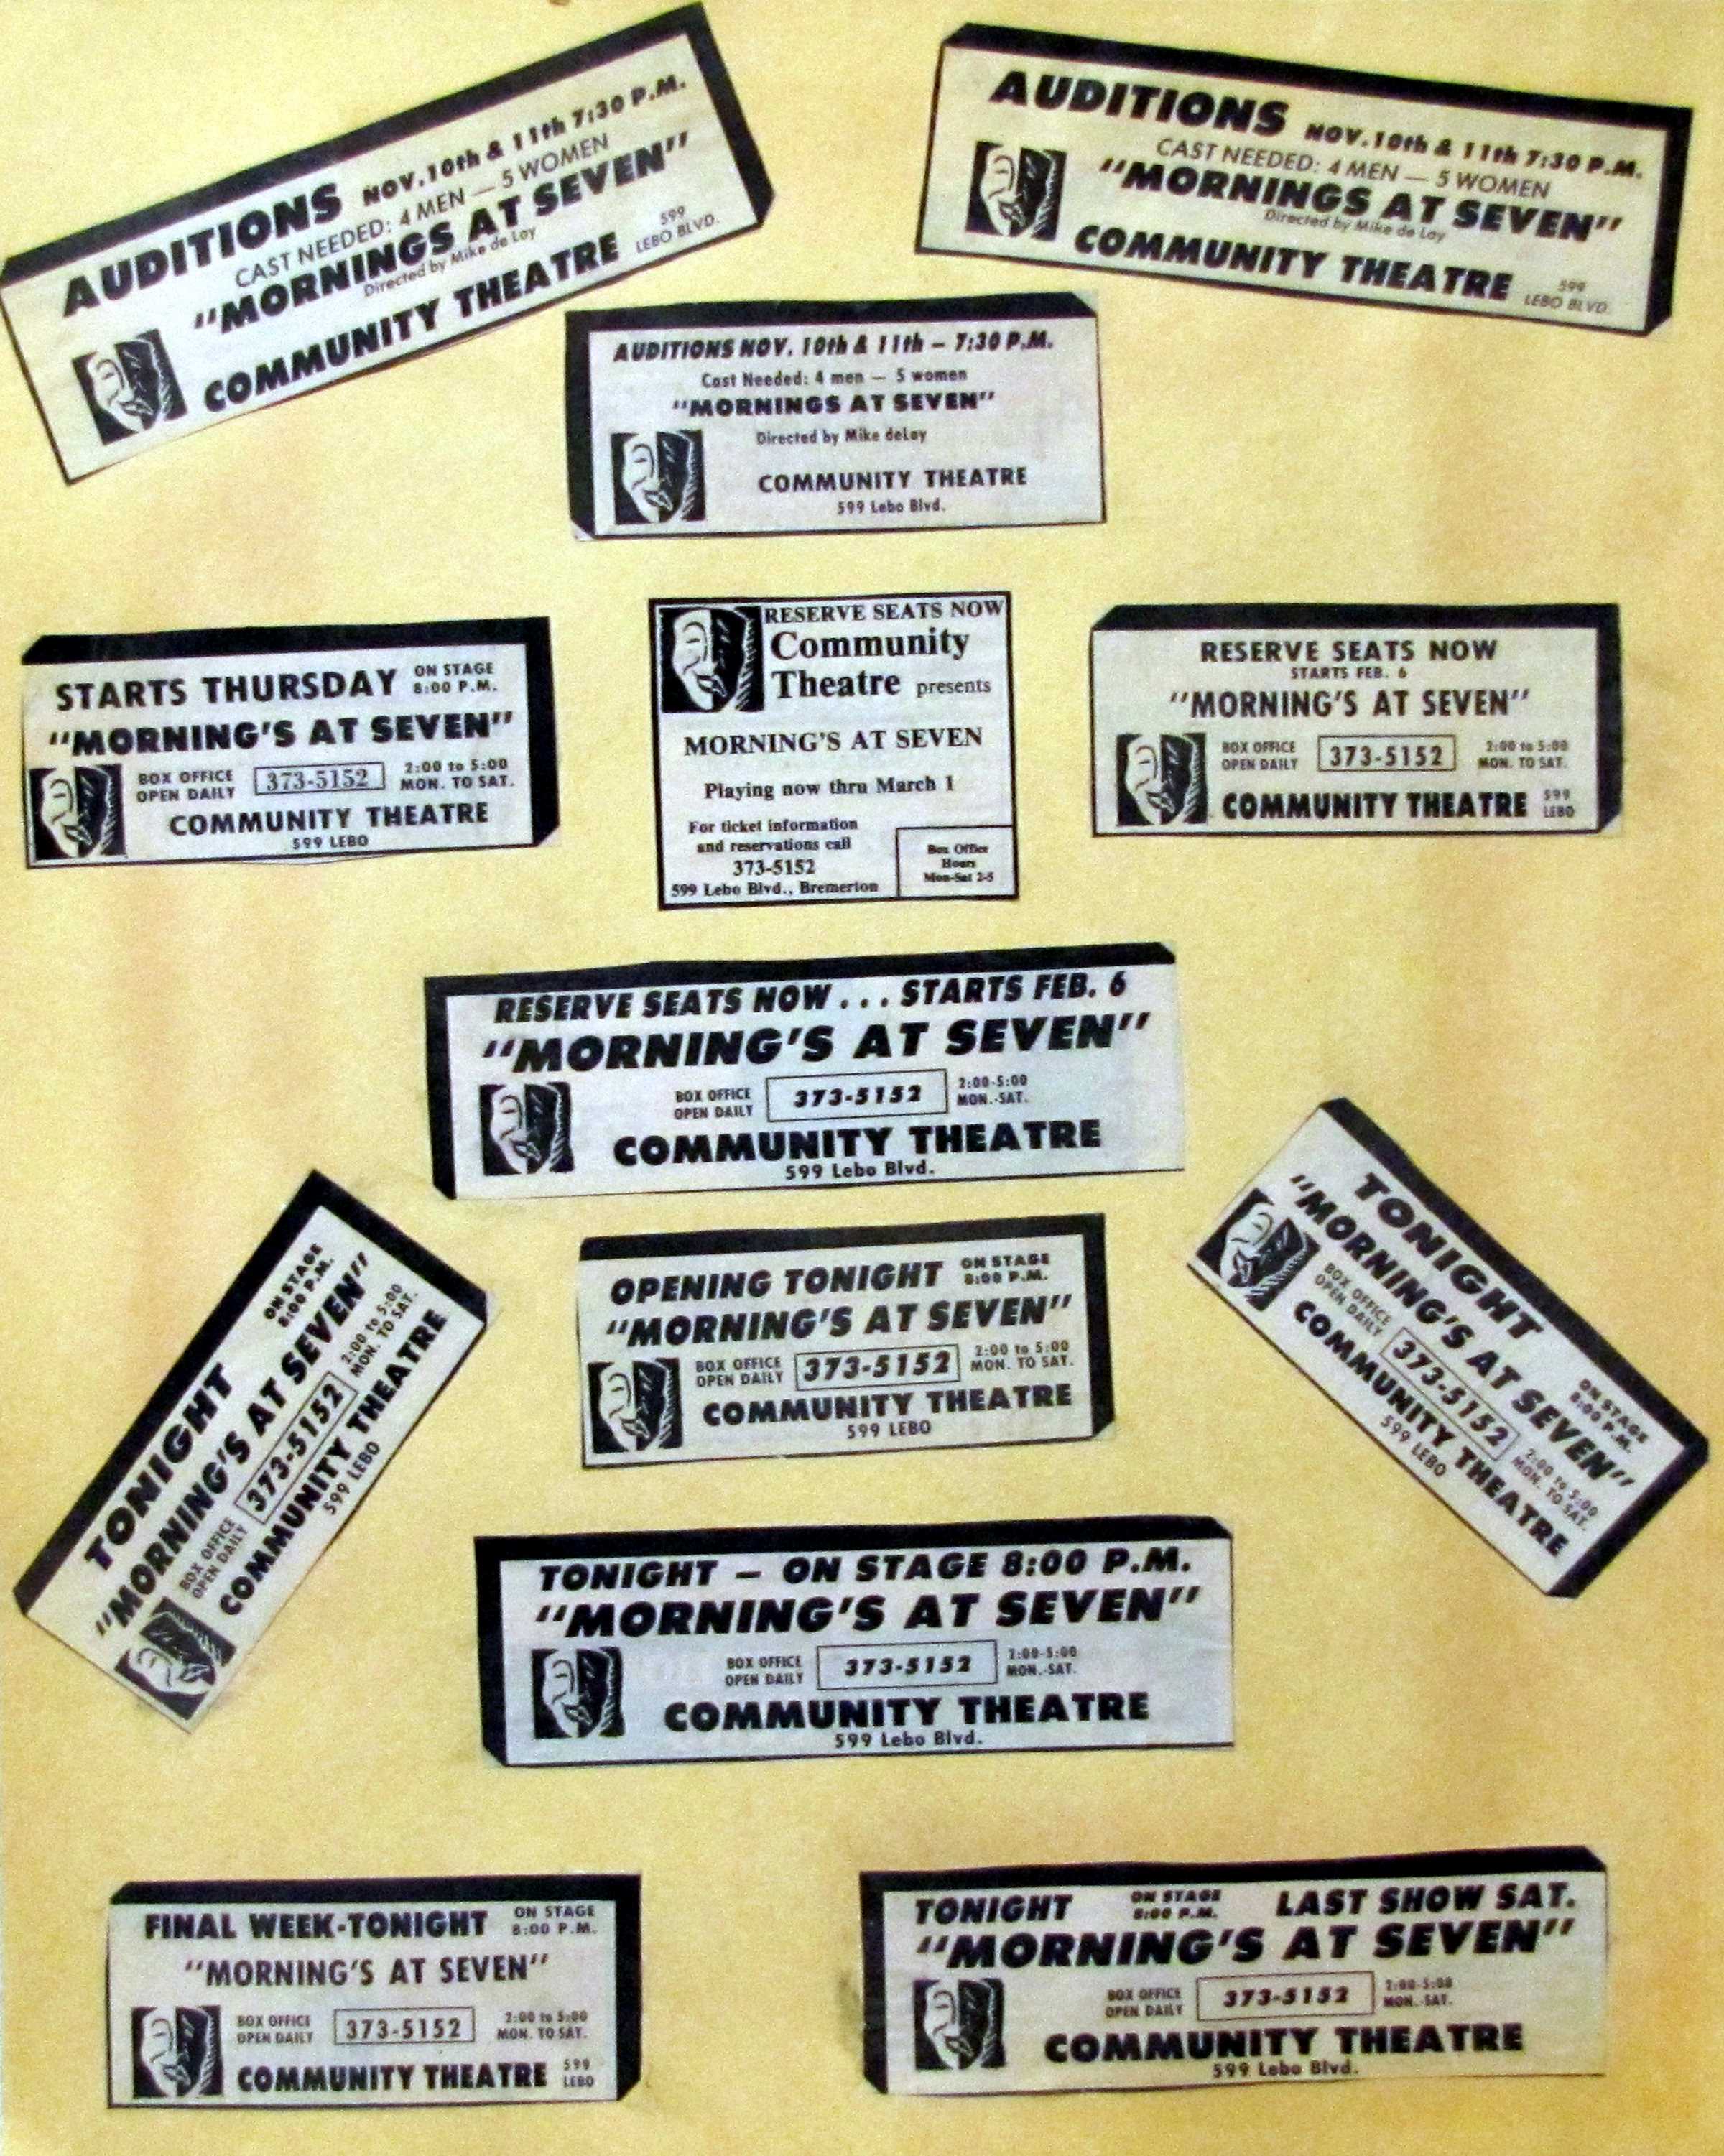 AUDITIONS NOV. 10th & 11th 7:30 P.M.
CAST NEEDED: 4 MEN — 5 WOMEN
"MORNINGS AT SEVEN"
Directed by Mike de Loy
COMMUNITY THEATRE 599
LEBO BLVD.
AUDITIONS NOV. 10th & 11th 7:30 P.M.
CAST NEEDED: 4 MEN — 5 WOMEN
"MORNINGS AT SEVEN"
Directed by Mike de Loy
COMMUNITY THEATRE 599
LEBO BLVD.
AUDITIONS NOV. 10th & 11th — 7:30 P.M.
Cast Needed: 4 men — 5 women
"MORNINGS AT SEVEN"
Directed by Mike deLoy
COMMUNITY THEATRE
599 Lebo Blvd.
STARTS THURSDAY ON STAGE
8:00 P.M.
"MORNING'S AT SEVEN"
BOX OFFICE
OPEN DAILY
373-5152
2:00 to 5:00
MON. TO SAT.
COMMUNITY THEATRE
599 LEBO
RESERVE SEATS NOW
Community
Theatre presents
MORNING'S AT SEVEN
Playing now thru March 1
For ticket information
and reservations call
373-5152
599 Lebo Blvd., Bremerton
Box Office
Hours
Mon-Sat 2-5
RESERVE SEATS NOW
STARTS FEB. 6
"MORNING'S AT SEVEN"
BOX OFFICE
OPEN DAILY
373-5152
2:00 to 5:00
MON. TO SAT.
COMMUNITY THEATRE 599
LEBO
RESERVE SEATS NOW . . . STARTS FEB. 6
"MORNING'S AT SEVEN"
BOX OFFICE
OPEN DAILY
373-5152
2:00-5:00
MON.-SAT.
COMMUNITY THEATRE
599 Lebo Blvd.
TONIGHT ON STAGE
8:00 P.M.
"MORNING'S AT SEVEN"
BOX OFFICE
OPEN DAILY
373-5152
2:00 to 5:00
MON. TO SAT.
COMMUNITY THEATRE
599 LEBO
OPENING TONIGHT ON STAGE
8:00 P.M.
"MORNING'S AT SEVEN"
BOX OFFICE
OPEN DAILY
373-5152
2:00 to 5:00
MON. TO SAT.
COMMUNITY THEATRE
599 LEBO
TONIGHT ON STAGE
8:00 P.M.
"MORNING'S AT SEVEN"
BOX OFFICE
OPEN DAILY
373-5152
2:00 to 5:00
MON. TO SAT.
COMMUNITY THEATRE
599 LEBO
TONIGHT — ON STAGE 8:00 P.M.
"MORNING'S AT SEVEN"
BOX OFFICE
OPEN DAILY
373-5152
2:00-5:00
MON.-SAT.
COMMUNITY THEATRE
599 Lebo Blvd.
FINAL WEEK-TONIGHT ON STAGE
8:00 P.M.
"MORNING'S AT SEVEN"
BOX OFFICE
OPEN DAILY
373-5152
2:00 to 5:00
MON. TO SAT.
COMMUNITY THEATRE 599
LEBO
TONIGHT ON STAGE
8:00 P.M.
LAST SHOW SAT.
"MORNING'S AT SEVEN"
BOX OFFICE
OPEN DAILY
373-5152
2:00-5:00
MON.-SAT.
COMMUNITY THEATRE
599 Lebo Blvd.